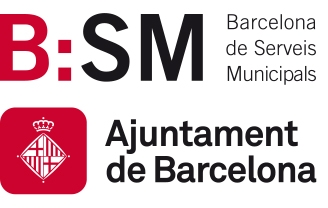 B:SM
Barcelona
de Serveis
Municipals
Ajuntament
de Barcelona